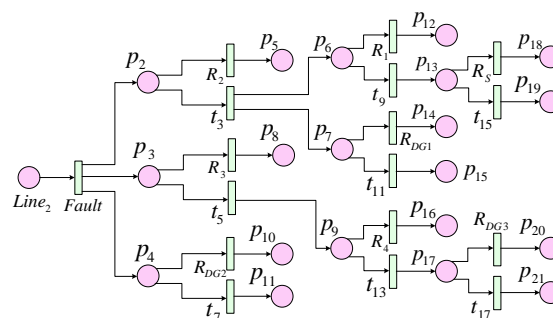 p12
p5
p6
R1
p18
p2
R2
p13
RS
t9
p19
t3
p14
t15
p8
p7
RDG1
p3
R3
t11
p15
Line2
Fault
t5
p16
p9
RDG3
p10
R4
p20
p4
RDG2
p17
t13
p11
p21
t7
t17